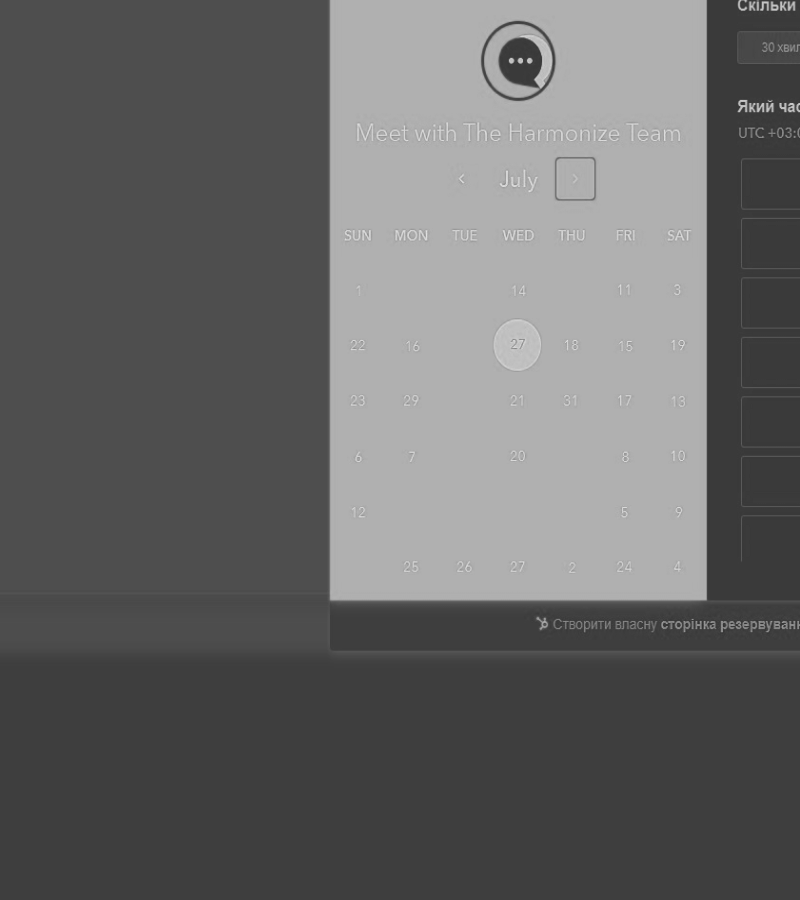 Скільки
30 хвил
Meet with The Harmonize Team
Який час
UTC +03:0
July
SUN MON TUE WED THU FRI SAT
1 14 11 3
22 16 27 18 15 19
23 29 21 31 17 13
6 7 20 8 10
12 5 9
25 26 27 2 24 4
Створити власну сторінка резервуванн